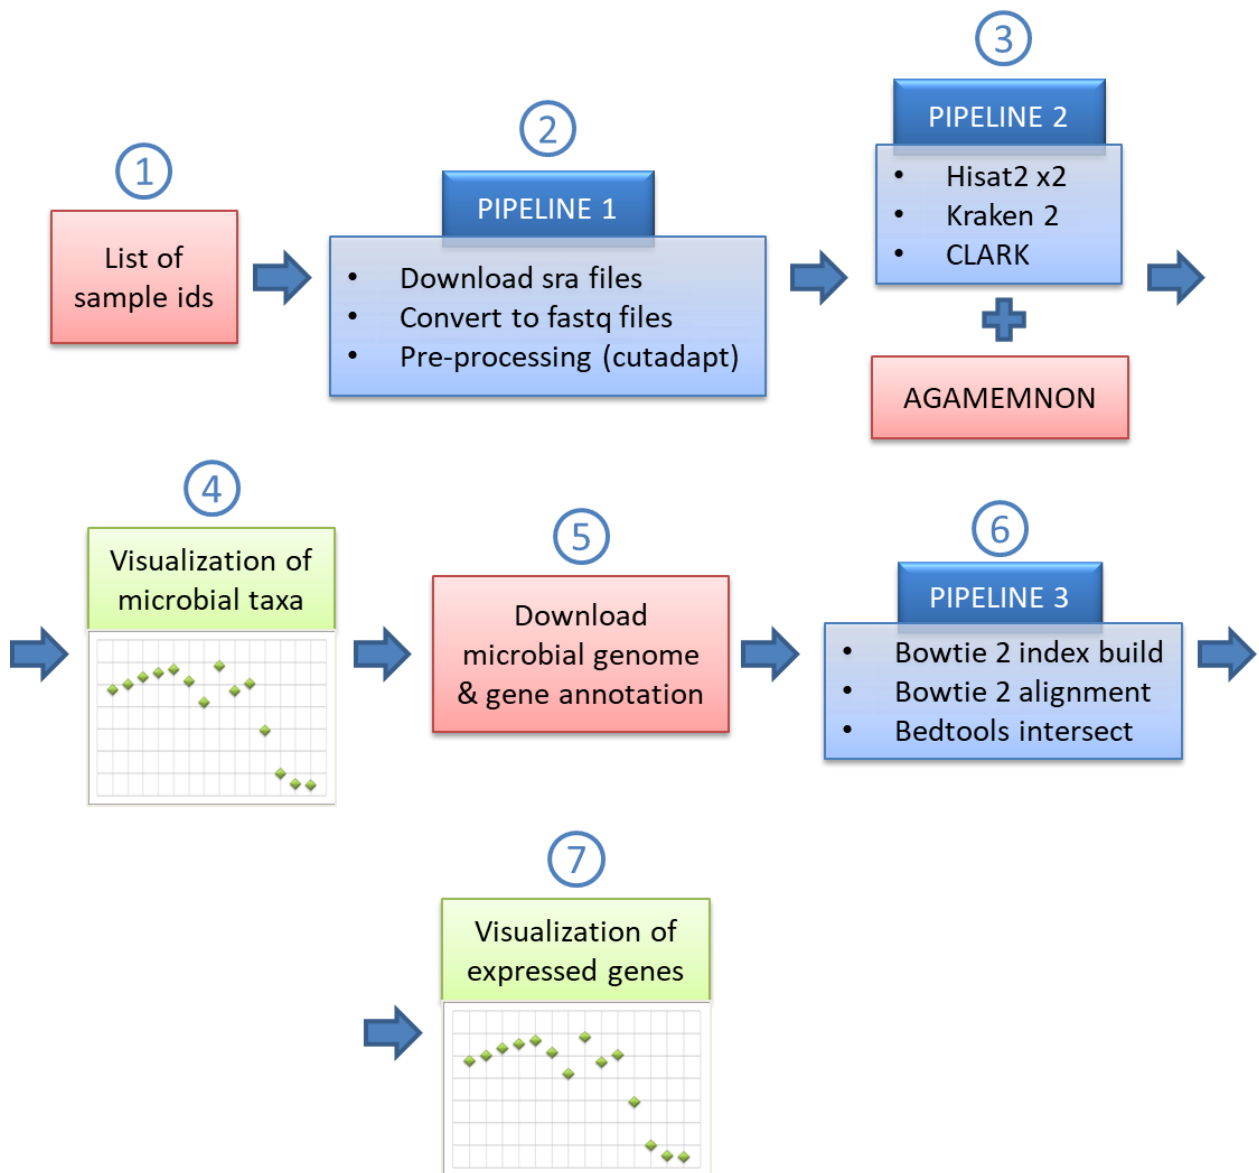 1
List of
sample ids
2
PIPELINE 1
• Download sra files
• Convert to fastq files
• Pre-processing (cutadapt)
3
PIPELINE 2
• Hisat2 x2
• Kraken 2
• CLARK
AGAMEMNON
4
Visualization of
microbial taxa
5
Download
microbial genome
& gene annotation
6
PIPELINE 3
• Bowtie 2 index build
• Bowtie 2 alignment
• Bedtools intersect
7
Visualization of
expressed genes